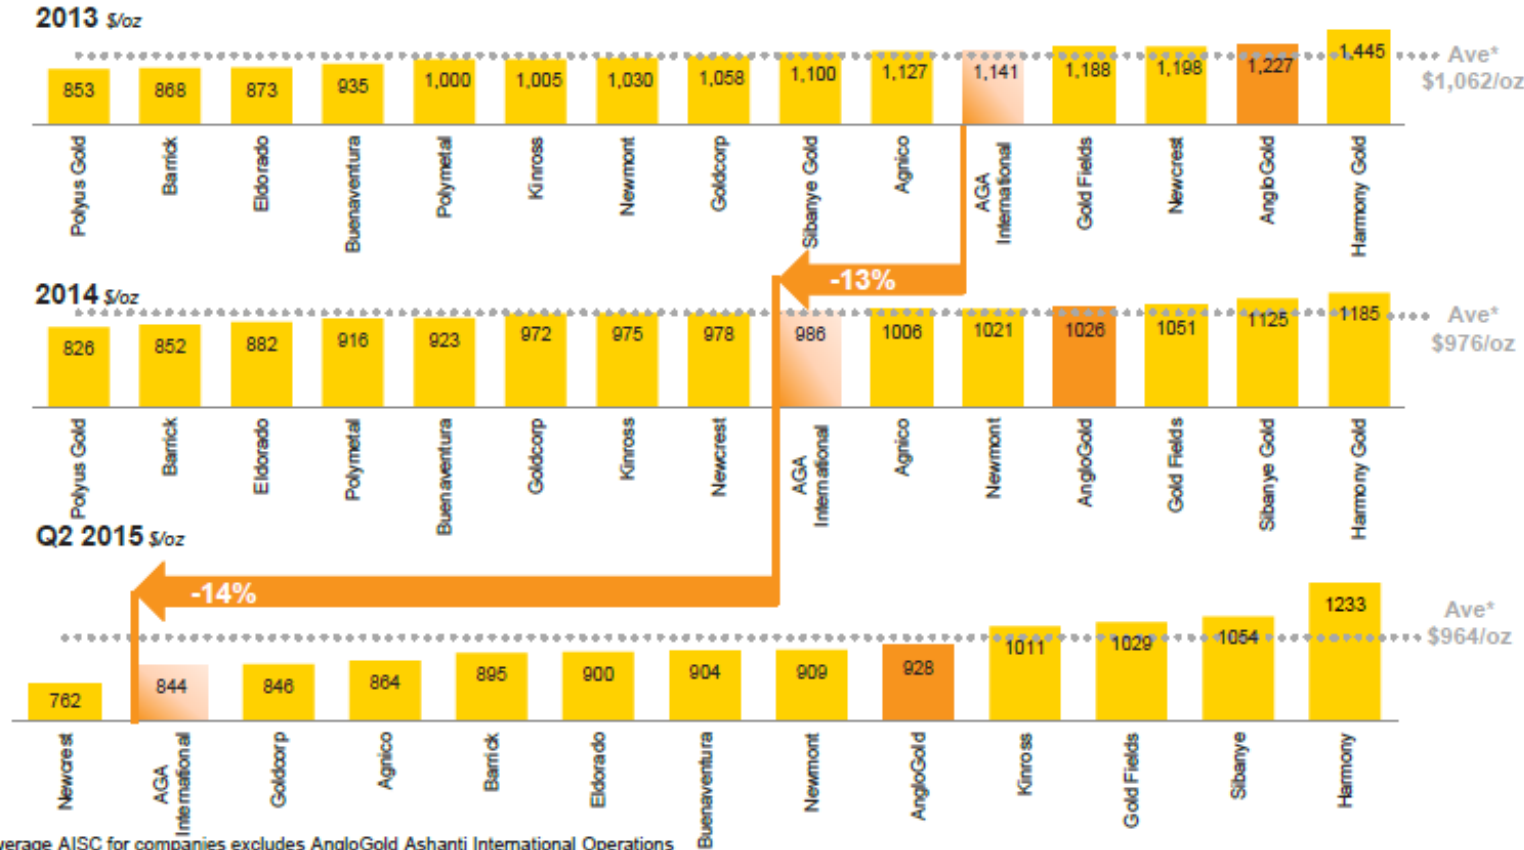 2013 $/oz
853 868 873 935 1,000 1,005 1,030 1,058 1,100 1,127 1,141 1,188 1,198 1,227 1,445
Ave*
$1,062/oz
Polyus Gold
Barrick
Eldorado
Buenaventura
Polymetal
Kinross
Newmont
Goldcorp
Sibanye Gold
Agnico
AGA
International
Gold Fields
Newcrest
AngloGold
Harmony Gold
-13%
2014 $/oz
826 852 882 916 923 972 975 978 986 1006 1021 1026 1051 1125 1185
Ave*
$976/oz
Polyus Gold
Barrick
Eldorado
Polymetal
Buenaventura
Goldcorp
Kinross
Newcrest
AGA
International
Agnico
Newmont
AngloGold
Gold Fields
Sibanye Gold
Harmony Gold
Q2 2015 $/oz
-14%
762 844 846 864 895 900 904 909 928 1011 1029 1054 1233
Ave*
$964/oz
Newcrest
AGA
International
Goldcorp
Agnico
Barrick
Eldorado
Buenaventura
Newmont
AngloGold
Kinross
Gold Fields
Sibanye
Harmony
verage AISC for companies excludes AngloGold Ashanti International Operations